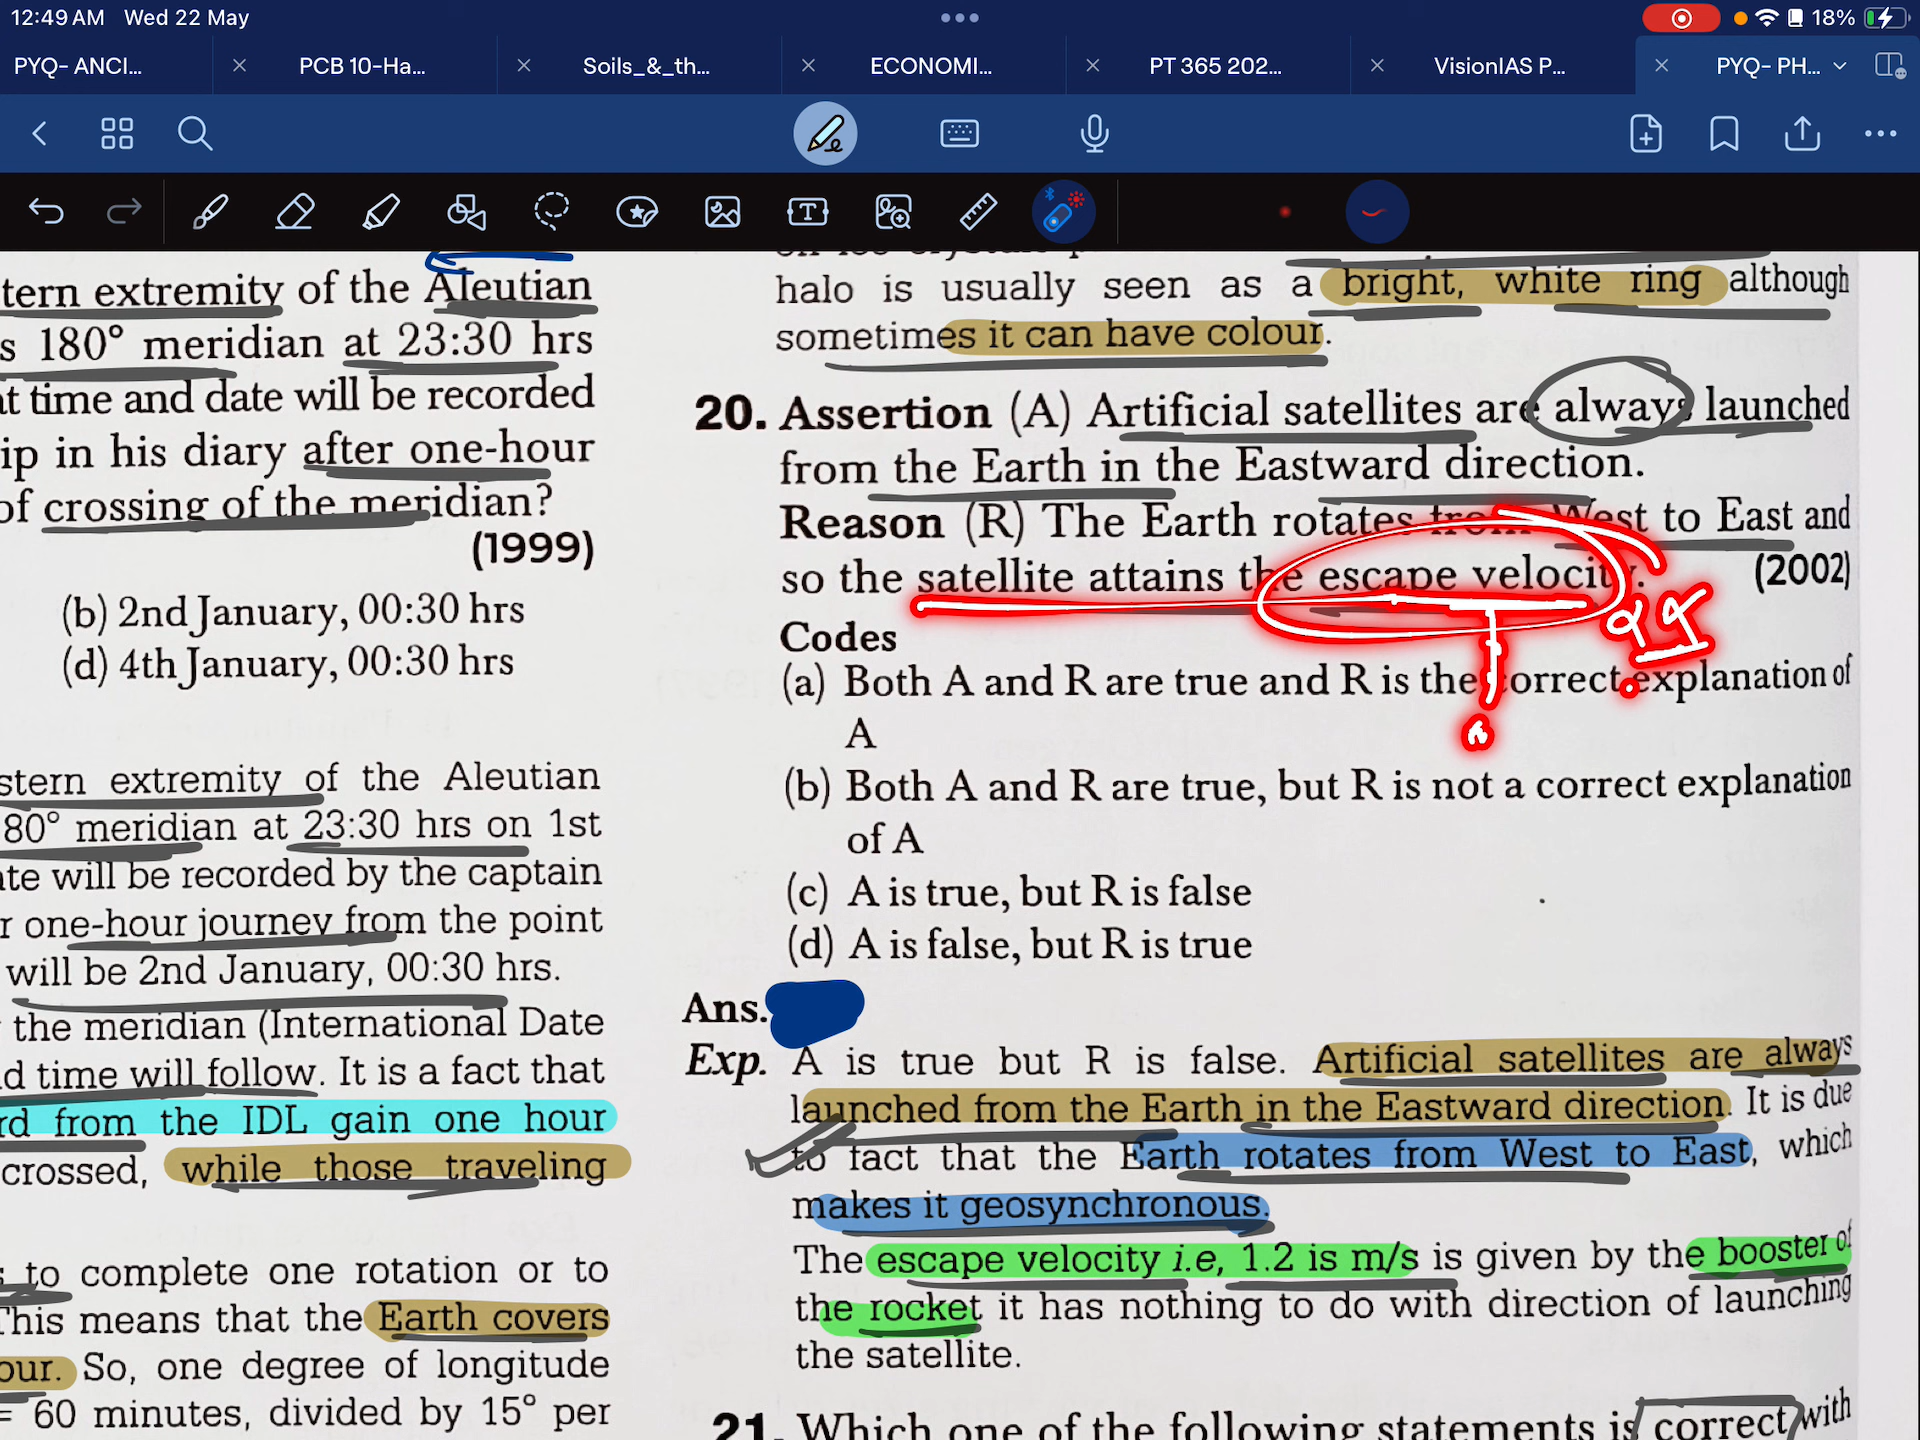 12:49 AM Wed 22 May
18%
PYQ- ANCI...
PCB 10-Ha...
Soils_&_th...
ECONOMI...
PT 365 202...
VisionIAS P...
PYQ- PH...
tern extremity of the Aleutian
s 180° meridian at 23:30 hrs
at time and date will be recorded
ip in his diary after one-hour
of crossing of the meridian?
(1999)
(b) 2nd January, 00:30 hrs
(d) 4th January, 00:30 hrs
stern extremity of the Aleutian
80° meridian at 23:30 hrs on 1st
ate will be recorded by the captain
r one-hour journey from the point
will be 2nd January, 00:30 hrs.
the meridian (International Date
d time will follow. It is a fact that
rd from the IDL gain one hour
crossed, while those traveling
to complete one rotation or to
This means that the Earth covers
our. So, one degree of longitude
= 60 minutes, divided by 15° per
halo is usually seen as a bright, white ring although
sometimes it can have colour.
20. Assertion (A) Artificial satellites are always launched
from the Earth in the Eastward direction.
Reason (R) The Earth rotates from West to East and
so the satellite attains the escape velocity. (2002)
Codes
(a) Both A and R are true and R is the correct explanation of
A
(b) Both A and R are true, but R is not a correct explanation
of A
(c) A is true, but R is false
(d) A is false, but R is true
Ans.
Exp. A is true but R is false. Artificial satellites are always
launched from the Earth in the Eastward direction. It is due
to fact that the Earth rotates from West to East, which
makes it geosynchronous.
The escape velocity i.e, 1.2 is m/s is given by the booster of
the rocket it has nothing to do with direction of launching
the satellite.
21. Which one of the following statements is correct with